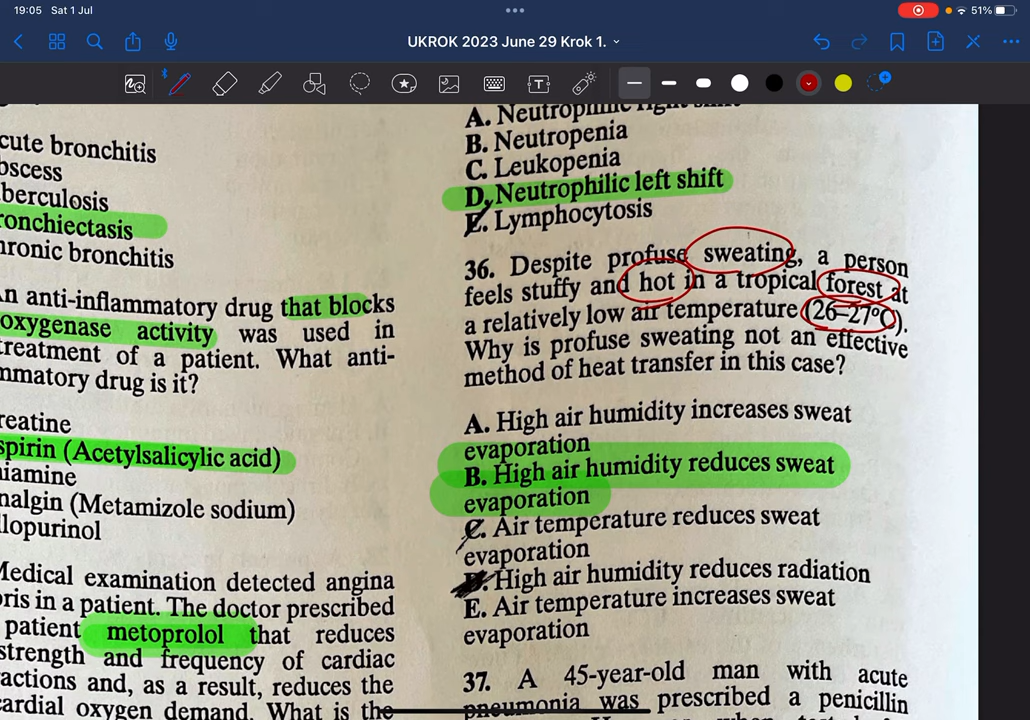 19:05 Sat 1 Jul
51%
UKROK 2023 June 29 Krok 1.
cute bronchitis
bscess
berculosis
ronchiectasis
hronic bronchitis
n anti-inflammatory drug that blocks
oxygenase activity was used in
treatment of a patient. What anti-
mmatory drug is it?
reatine
spirin (Acetylsalicylic acid)
iamine
nalgin (Metamizole sodium)
llopurinol
Medical examination detected angina
oris in a patient. The doctor prescribed
patient metoprolol that reduces
strength and frequency of cardiac
actions and, as a result, reduces the
cardial oxygen demand. What is the
A. Neutrophilic right shift
B. Neutropenia
C. Leukopenia
D. Neutrophilic left shift
E. Lymphocytosis
36. Despite profuse sweating, a person
feels stuffy and hot in a tropical forest at
a relatively low air temperature (26–27°C).
Why is profuse sweating not an effective
method of heat transfer in this case?
A. High air humidity increases sweat
evaporation
B. High air humidity reduces sweat
evaporation
C. Air temperature reduces sweat
evaporation
D. High air humidity reduces radiation
E. Air temperature increases sweat
evaporation
37. A 45-year-old man with acute
pneumonia was prescribed a penicillin